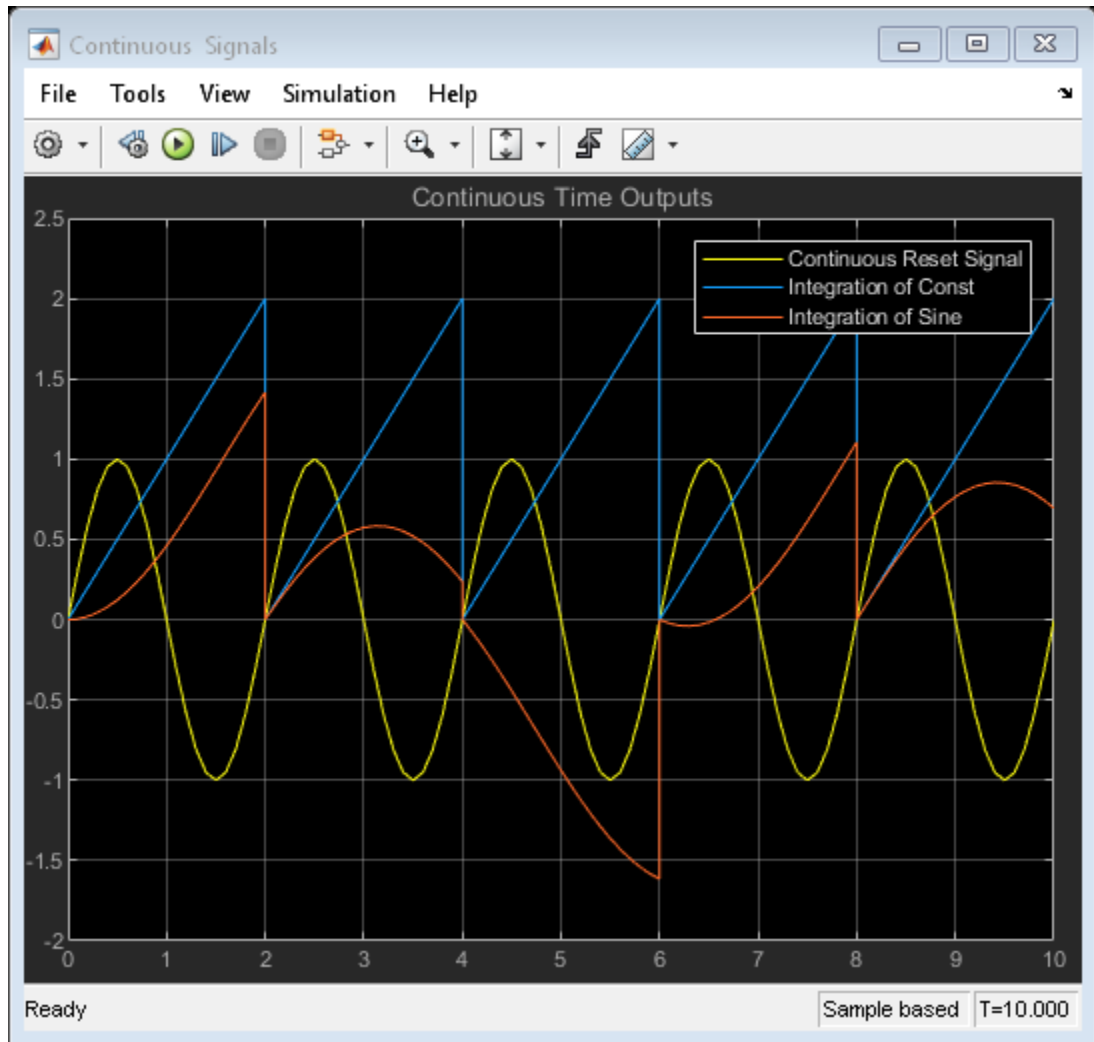 Continuous Signals
File Tools View Simulation Help
Continuous Time Outputs
Continuous Reset Signal
Integration of Const
Integration of Sine
2.5
2
1.5
1
0.5
0
-0.5
-1
-1.5
-2
0 1 2 3 4 5 6 7 8 9 10
Ready Sample based T=10.000